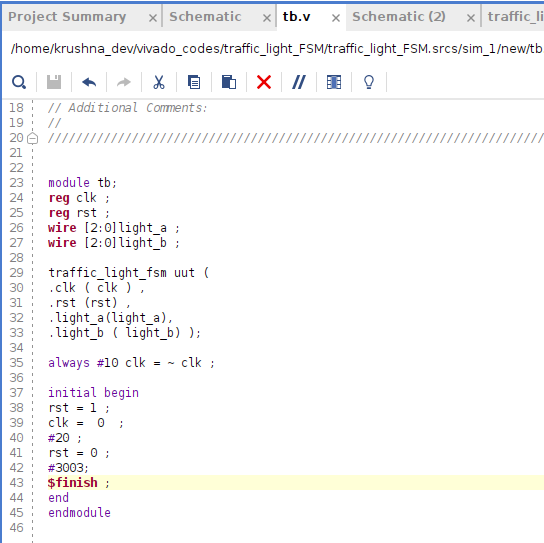 Project Summary × Schematic × tb.v × Schematic (2) × traffic_li
/home/krushna_dev/vivado_codes/traffic_light_FSM/traffic_light_FSM.srcs/sim_1/new/tb
18 // Additional Comments:
19 //
20 ////////////////////////////////////////////////////////////////////////
21
22
23 module tb;
24 reg clk ;
25 reg rst ;
26 wire [2:0]light_a ;
27 wire [2:0]light_b ;
28
29 traffic_light_fsm uut (
30 .clk ( clk ) ,
31 .rst (rst) ,
32 .light_a(light_a),
33 .light_b ( light_b) );
34
35 always #10 clk = ~ clk ;
36
37 initial begin
38 rst = 1 ;
39 clk =  0  ;
40 #20 ;
41 rst = 0 ;
42 #3003;
43 $finish ;
44 end
45 endmodule
46